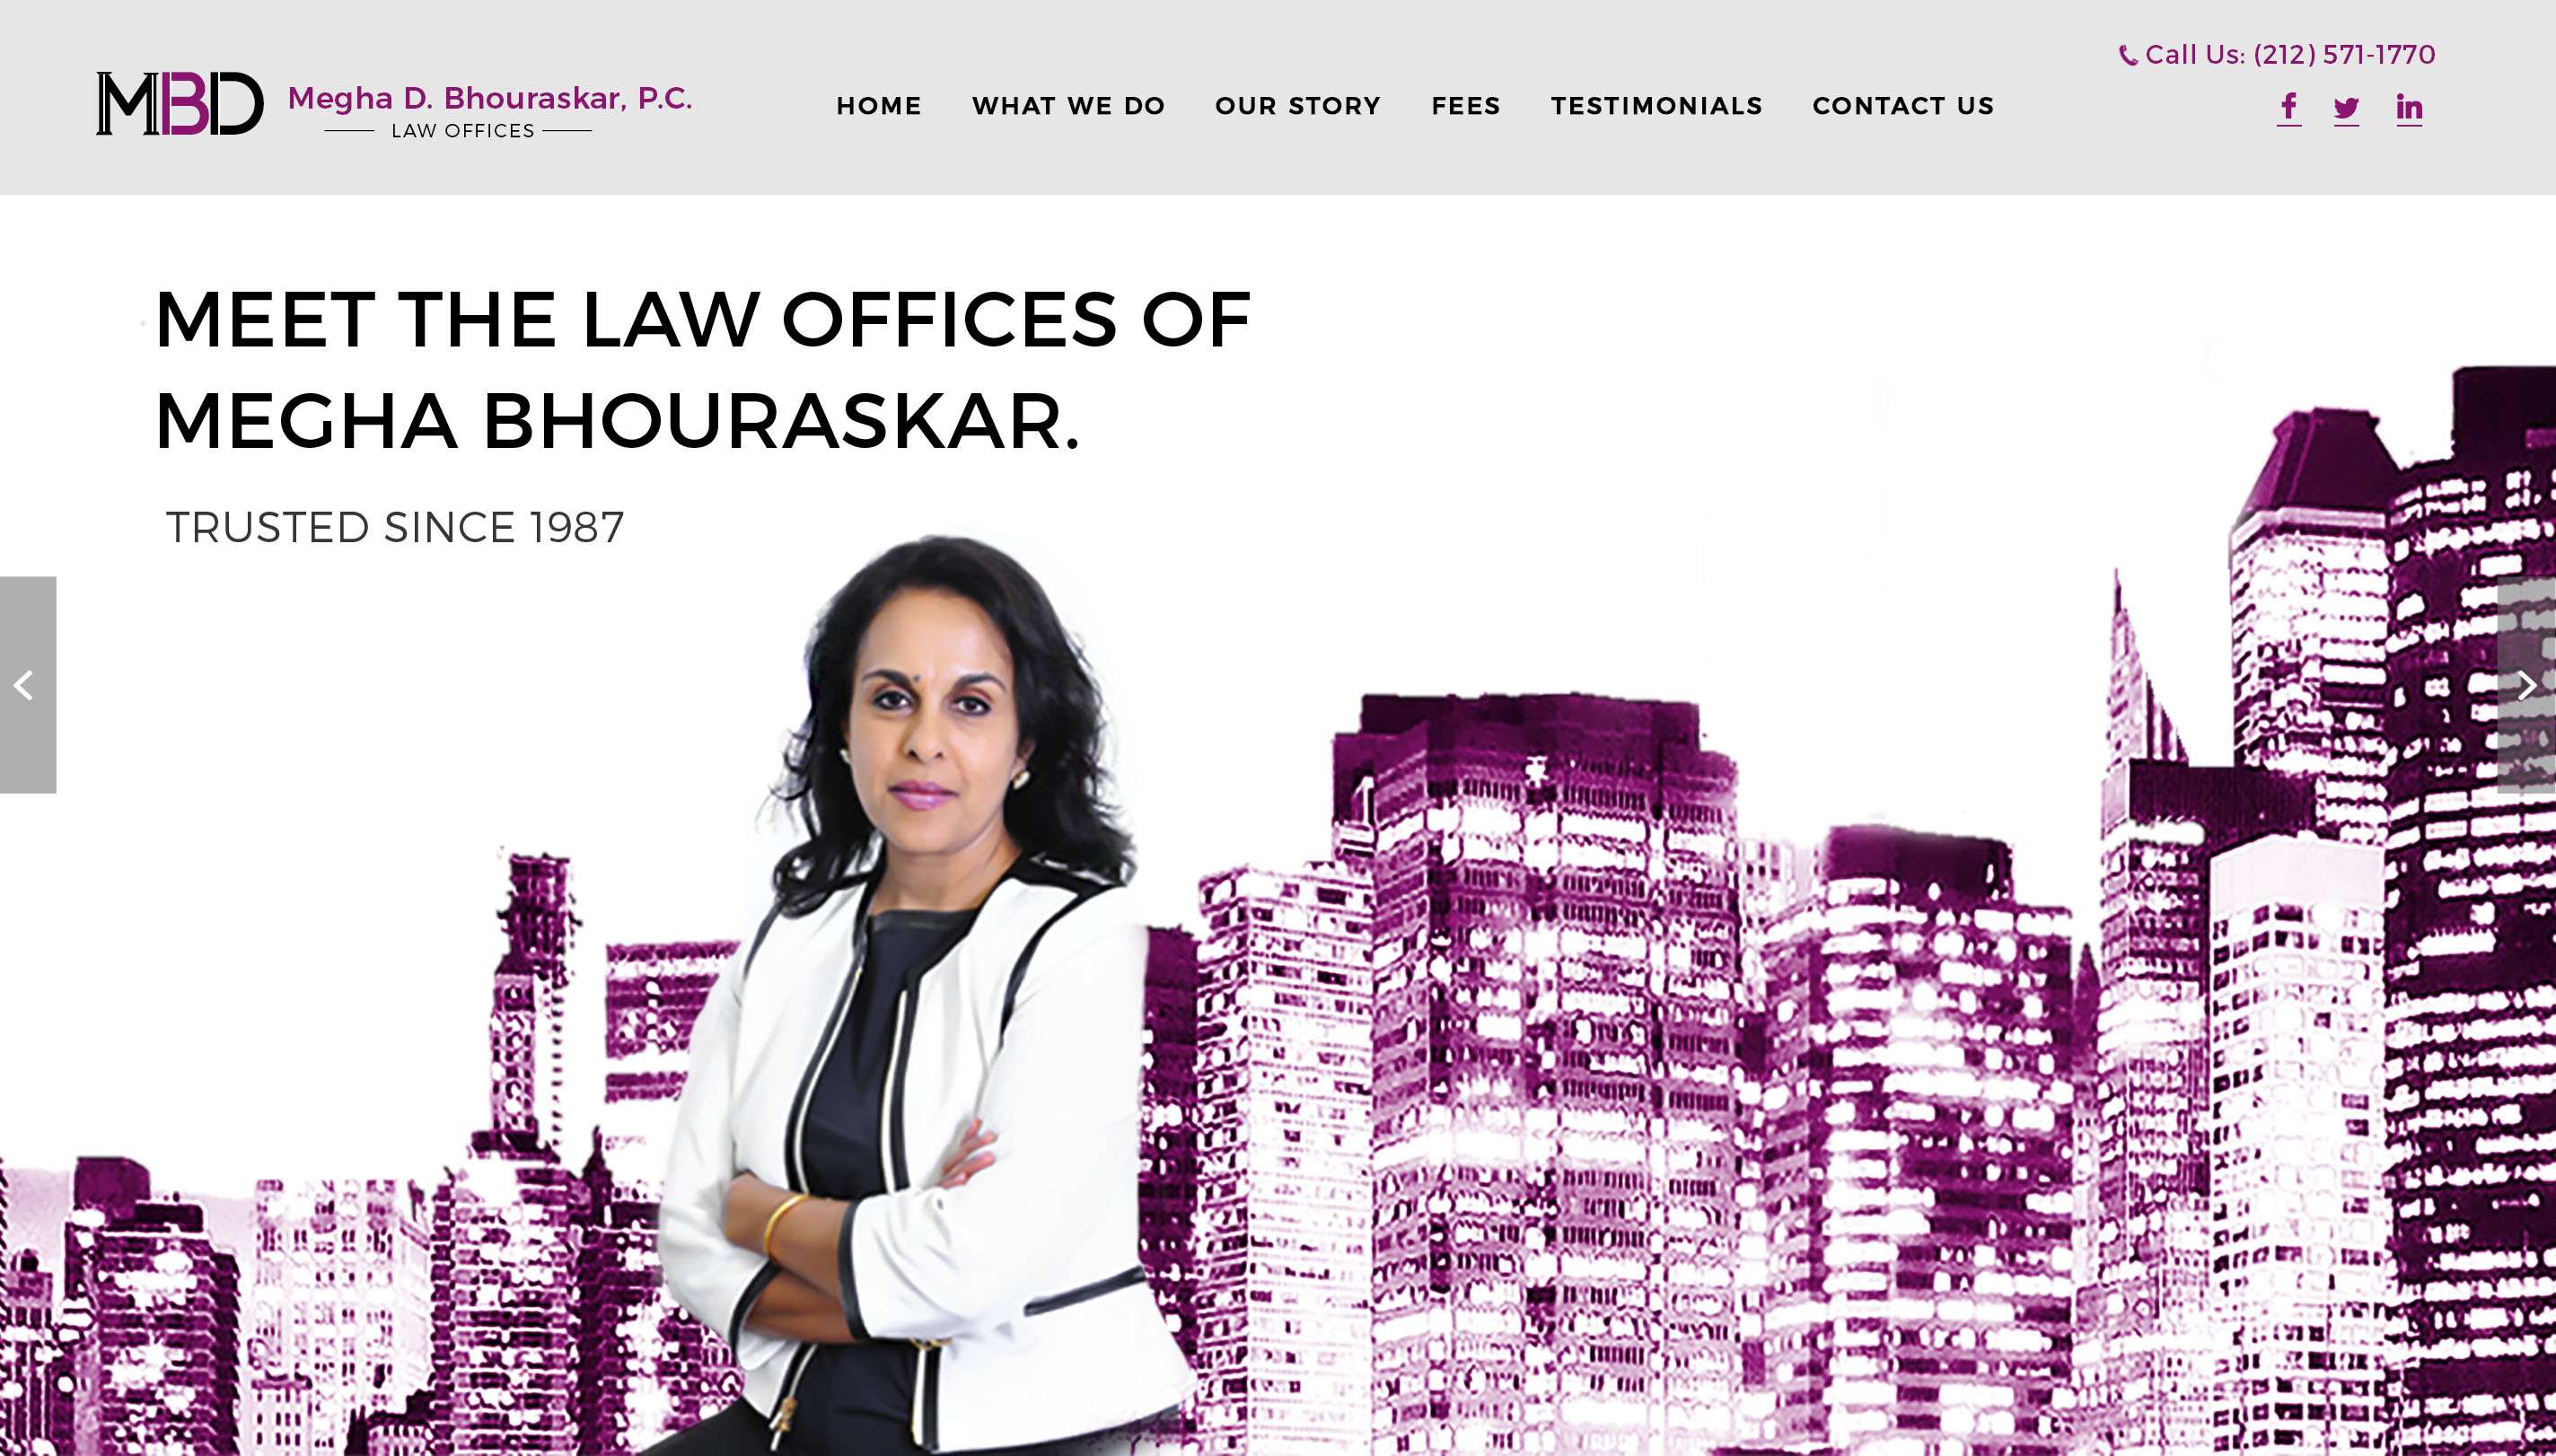 MBD
Megha D. Bhouraskar, P.C.
LAW OFFICES
HOME WHAT WE DO OUR STORY FEES TESTIMONIALS CONTACT US
Call Us: (212) 571-1770
MEET THE LAW OFFICES OF
MEGHA BHOURASKAR.
TRUSTED SINCE 1987